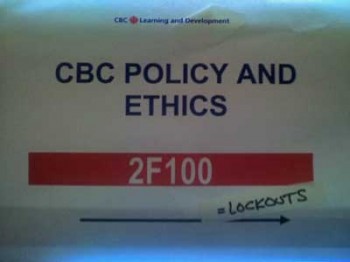 CBC Learning and Development
CBC POLICY AND
ETHICS
2F100
= LOCKOUTS